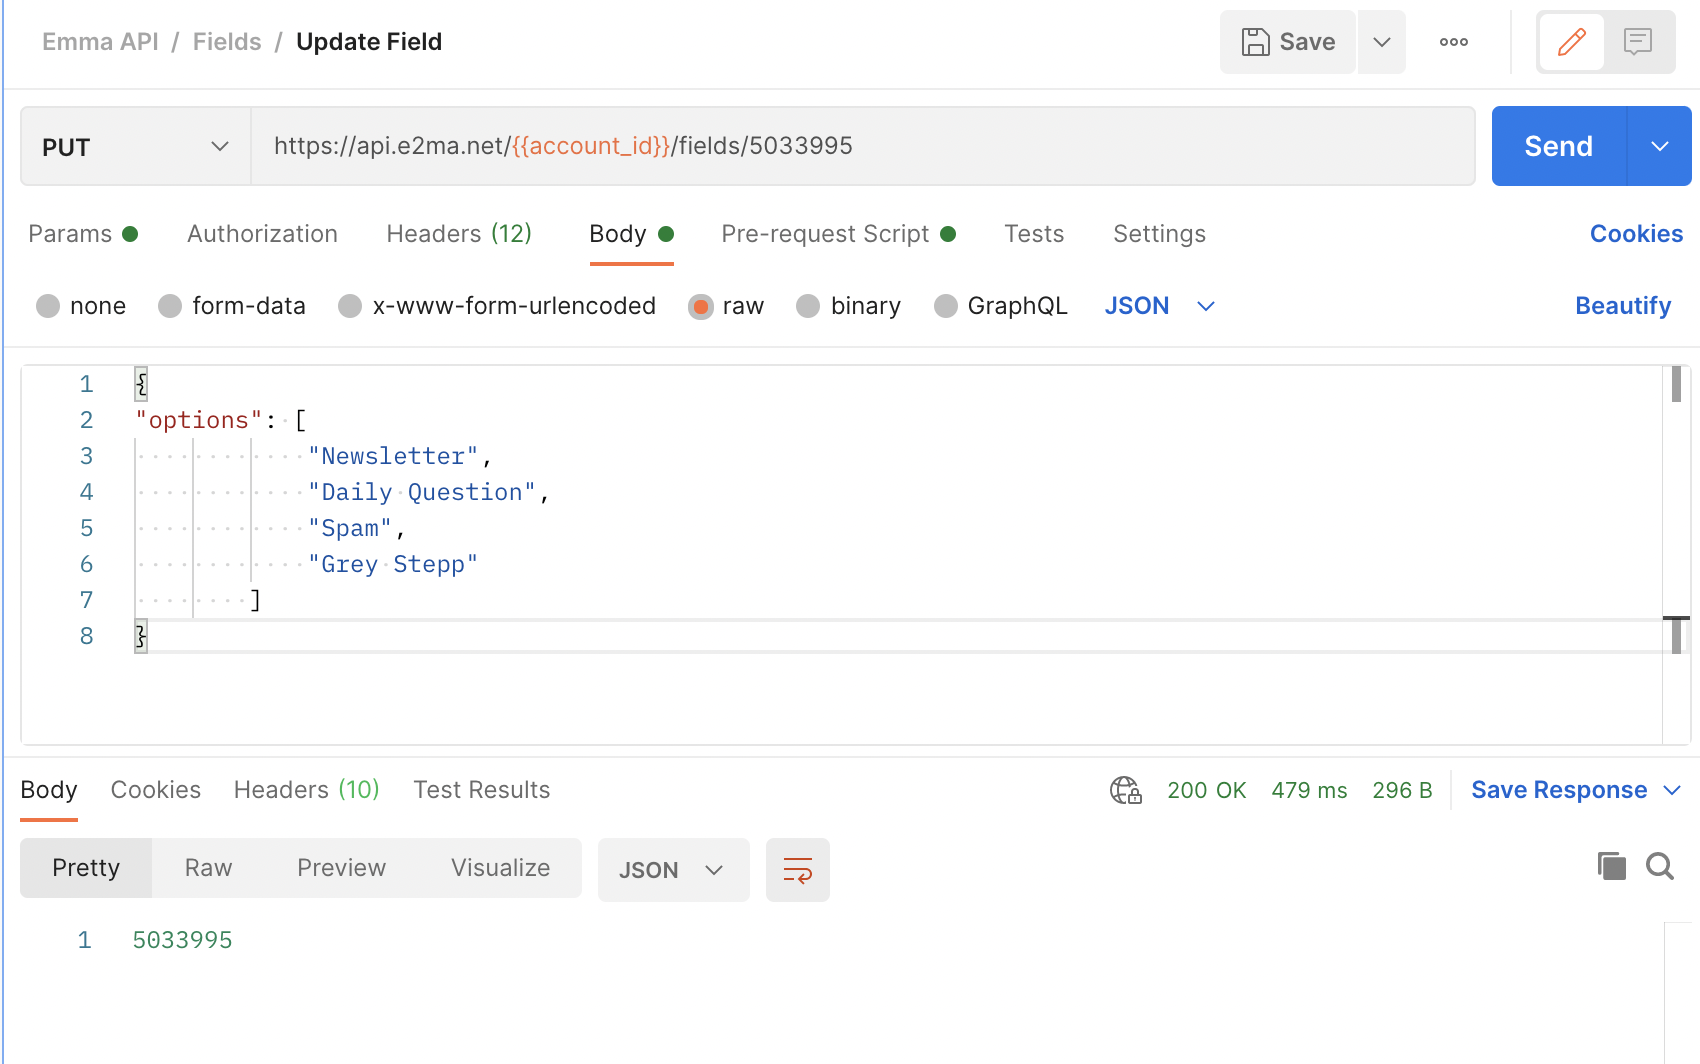 Emma API / Fields / Update Field
Save
PUT
https://api.e2ma.net/{{account_id}}/fields/5033995
Send
Params Authorization Headers (12) Body Pre-request Script Tests Settings Cookies
none form-data x-www-form-urlencoded raw binary GraphQL JSON Beautify
1 {
2 "options": [
3 "Newsletter",
4 "Daily Question",
5 "Spam",
6 "Grey Stepp"
7 ]
8 }
Body Cookies Headers (10) Test Results 200 OK 479 ms 296 B Save Response
Pretty Raw Preview Visualize JSON
1 5033995